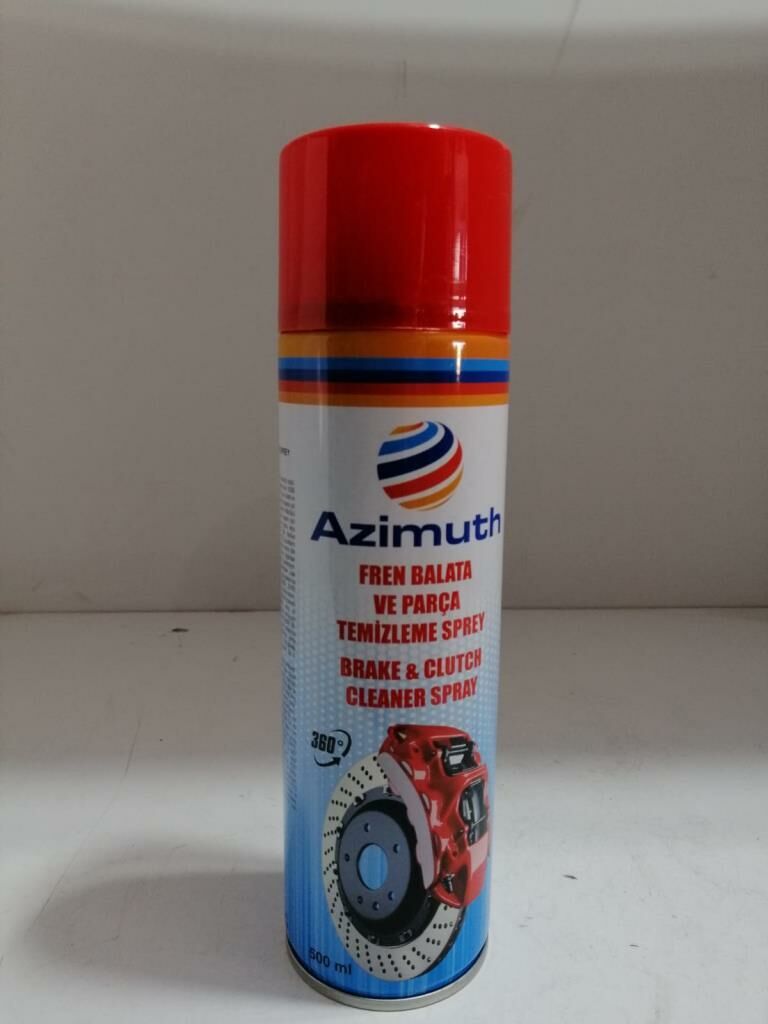 Azimuth
FREN BALATA
VE PARÇA
TEMİZLEME SPREY
BRAKE & CLUTCH
CLEANER SPRAY
360°
500 ml